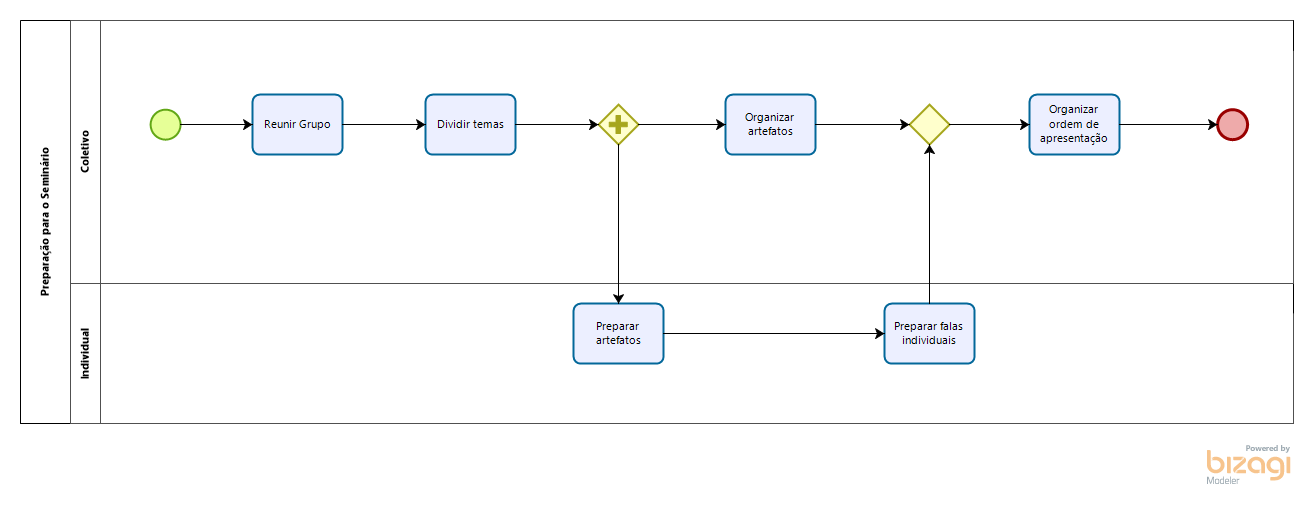 Preparação para o Seminário
Coletivo
Reunir Grupo
Dividir temas
Organizar
artefatos
Organizar
ordem de
apresentação
Individual
Preparar
artefatos
Preparar falas
individuais
Powered by
bizagi
Modeler